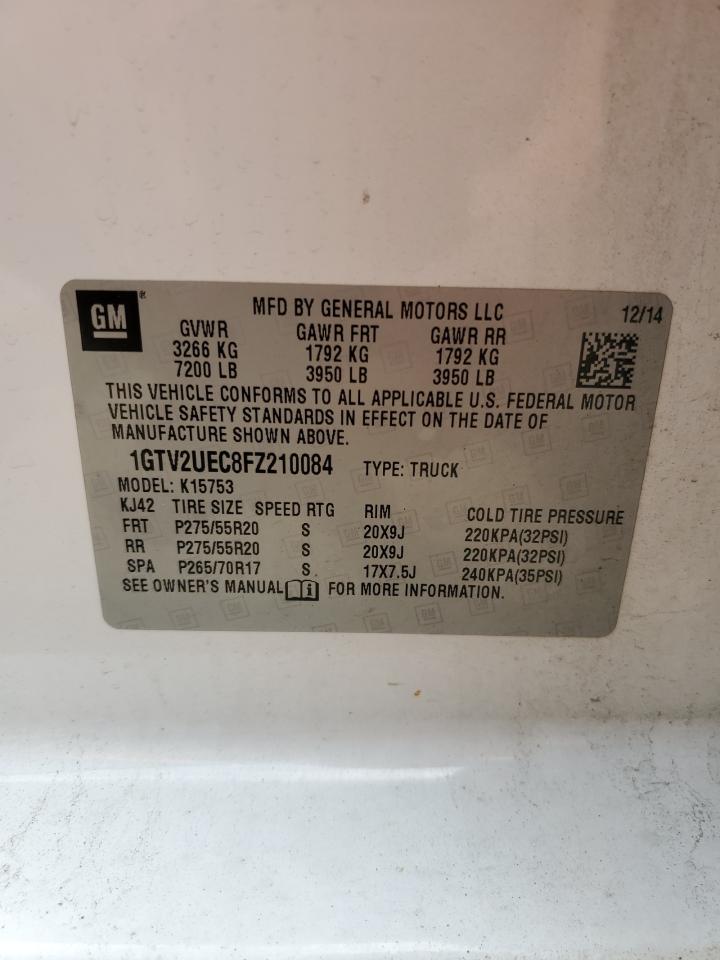 GM®
MFD BY GENERAL MOTORS LLC 12/14
GVWR GAWR FRT GAWR RR
3266 KG 1792 KG 1792 KG
7200 LB 3950 LB 3950 LB
THIS VEHICLE CONFORMS TO ALL APPLICABLE U.S. FEDERAL MOTOR
VEHICLE SAFETY STANDARDS IN EFFECT ON THE DATE OF
MANUFACTURE SHOWN ABOVE.
1GTV2UEC8FZ210084 TYPE: TRUCK
MODEL: K15753
KJ42 TIRE SIZE SPEED RTG RIM COLD TIRE PRESSURE
FRT P275/55R20 S 20X9J 220KPA(32PSI)
RR P275/55R20 S 20X9J 220KPA(32PSI)
SPA P265/70R17 S 17X7.5J 240KPA(35PSI)
SEE OWNER'S MANUAL i FOR MORE INFORMATION.